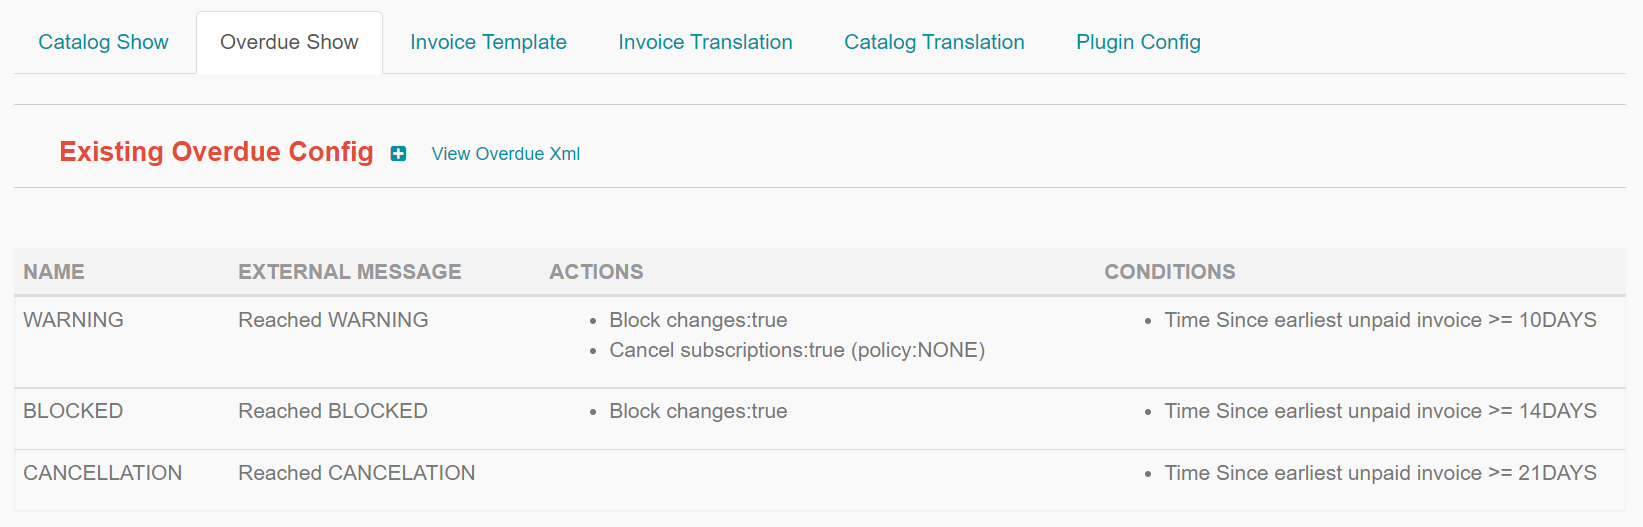 Catalog Show Overdue Show Invoice Template Invoice Translation Catalog Translation Plugin Config
Existing Overdue Config View Overdue Xml
NAME EXTERNAL MESSAGE ACTIONS CONDITIONS
WARNING Reached WARNING • Block changes:true • Time Since earliest unpaid invoice >= 10DAYS
• Cancel subscriptions:true (policy:NONE)
BLOCKED Reached BLOCKED • Block changes:true • Time Since earliest unpaid invoice >= 14DAYS
CANCELLATION Reached CANCELATION • Time Since earliest unpaid invoice >= 21DAYS